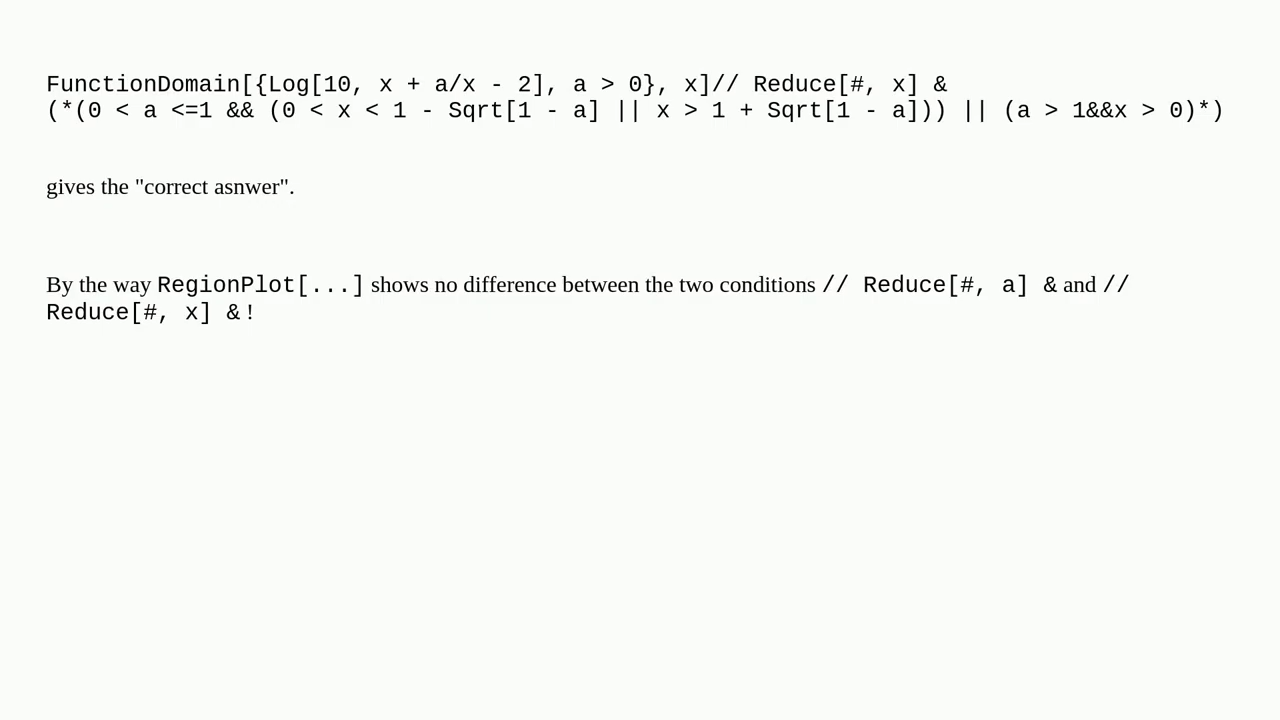 FunctionDomain[{Log[10, x + a/x - 2], a > 0}, x]// Reduce[#, x] &
(*(0 < a <=1 && (0 < x < 1 - Sqrt[1 - a] || x > 1 + Sqrt[1 - a])) || (a > 1&&x > 0)*)
gives the "correct asnwer".
By the way RegionPlot[...] shows no difference between the two conditions // Reduce[#, a] & and //
Reduce[#, x] & !